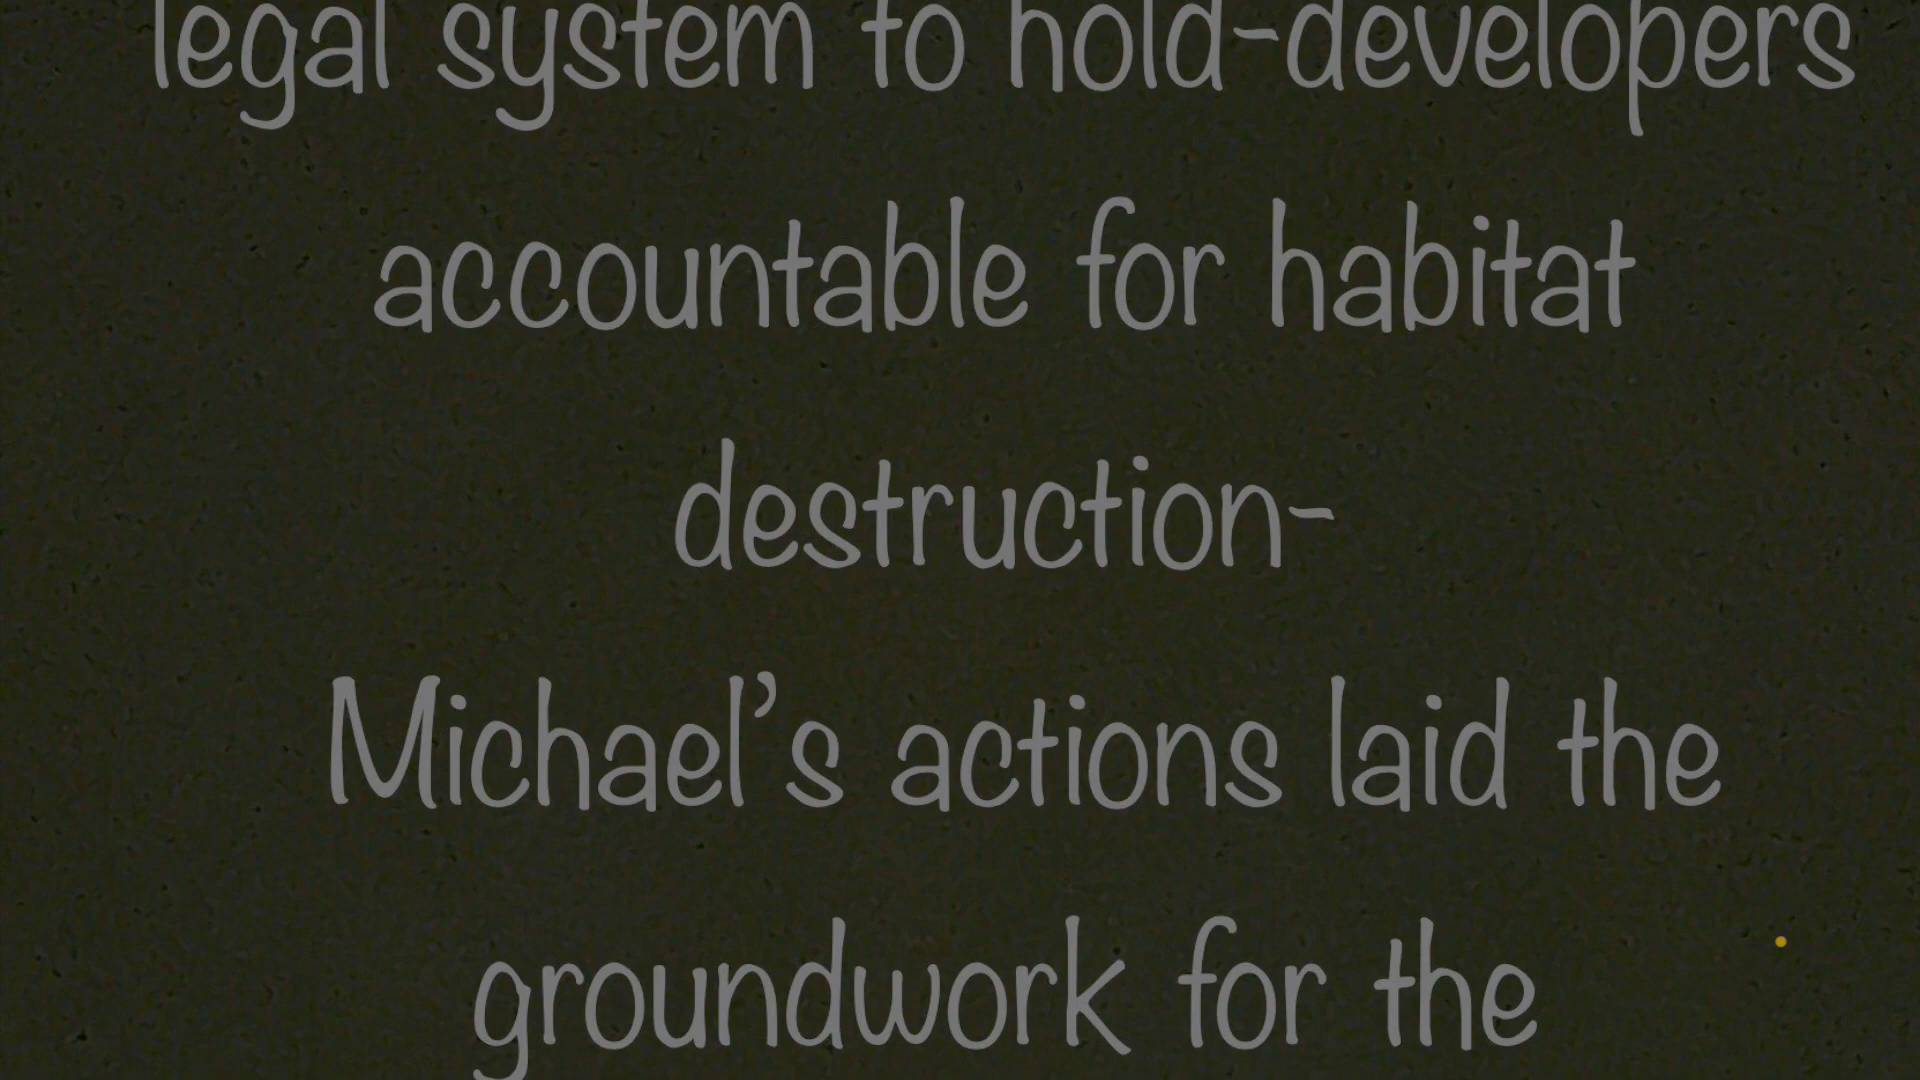 legal system to hold-developers
accountable for habitat
destruction-
Michael’s actions laid the
groundwork for the